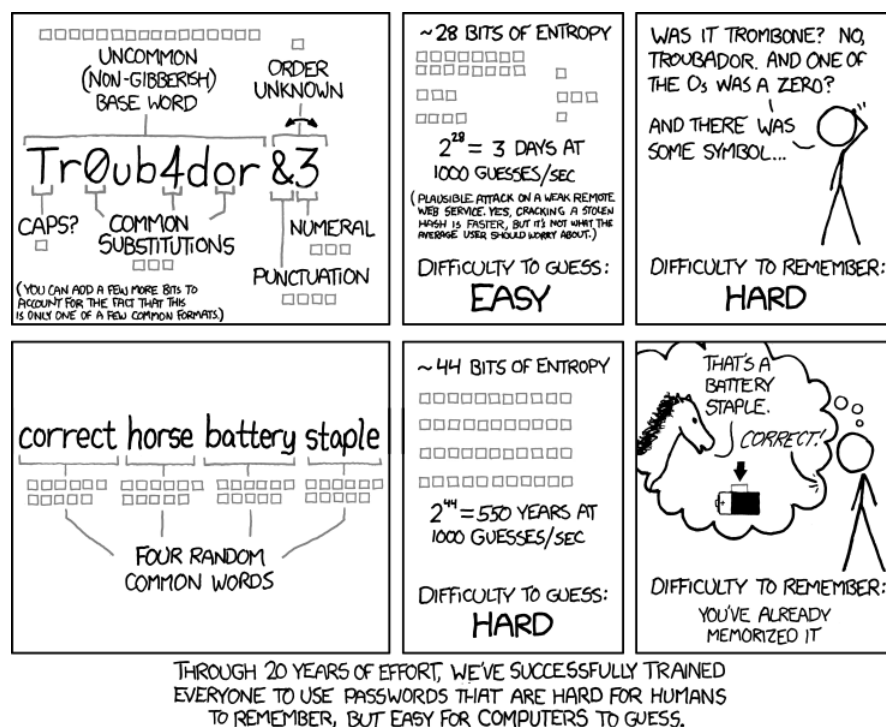 UNCOMMON
(NON-GIBBERISH)
BASE WORD
ORDER
UNKNOWN
Tr0ub4dor &3
CAPS?
COMMON
SUBSTITUTIONS
NUMERAL
PUNCTUATION
(YOU CAN ADD A FEW MORE BITS TO
ACCOUNT FOR THE FACT THAT THIS
IS ONLY ONE OF A FEW COMMON FORMATS.)
~28 BITS OF ENTROPY
2^28 = 3 DAYS AT
1000 GUESSES/SEC
(PLAUSIBLE ATTACK ON A WEAK REMOTE
WEB SERVICE. YES, CRACKING A STOLEN
HASH IS FASTER, BUT IT'S NOT WHAT THE
AVERAGE USER SHOULD WORRY ABOUT.)
DIFFICULTY TO GUESS:
EASY
WAS IT TROMBONE? NO,
TROUBADOR. AND ONE OF
THE Os WAS A ZERO?
AND THERE WAS
SOME SYMBOL...
DIFFICULTY TO REMEMBER:
HARD
correct horse battery staple
FOUR RANDOM
COMMON WORDS
~44 BITS OF ENTROPY
2^44 = 550 YEARS AT
1000 GUESSES/SEC
DIFFICULTY TO GUESS:
HARD
THAT'S A
BATTERY
STAPLE.
CORRECT!
DIFFICULTY TO REMEMBER:
YOU'VE ALREADY
MEMORIZED IT
THROUGH 20 YEARS OF EFFORT, WE'VE SUCCESSFULLY TRAINED
EVERYONE TO USE PASSWORDS THAT ARE HARD FOR HUMANS
TO REMEMBER, BUT EASY FOR COMPUTERS TO GUESS.